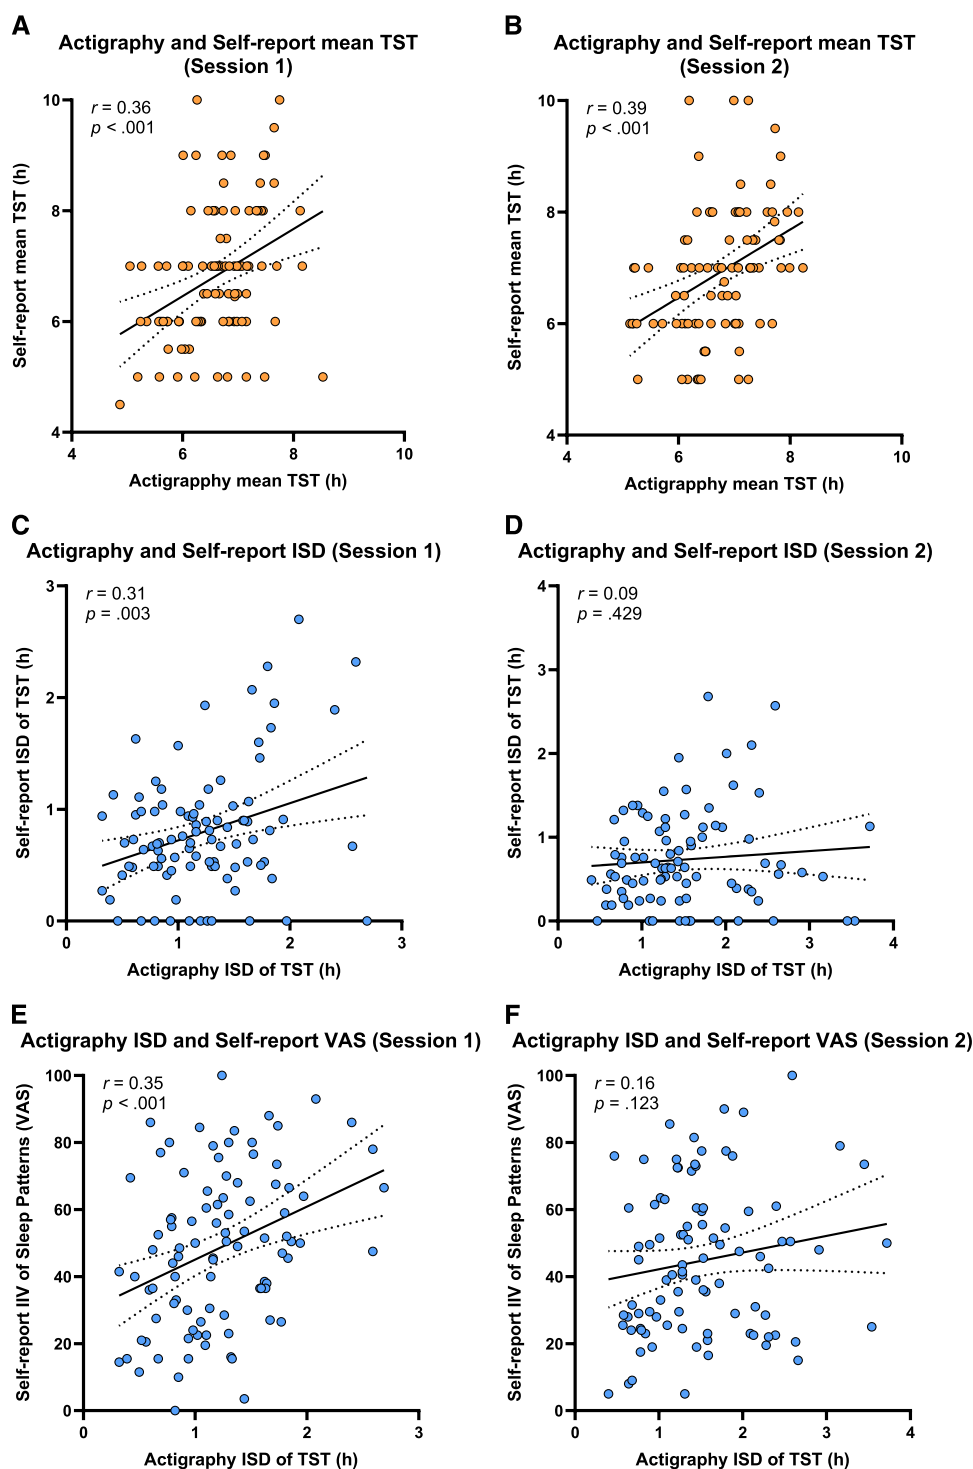 A
Actigraphy and Self-report mean TST
(Session 1)
r = 0.36
p < .001
10
8
6
4
Self-report mean TST (h)
4
6
8
10
Actigrapphy mean TST (h)
B
Actigraphy and Self-report mean TST
(Session 2)
r = 0.39
p < .001
10
8
6
4
Self-report mean TST (h)
4
6
8
10
Actigrapphy mean TST (h)
C
Actigraphy and Self-report ISD (Session 1)
r = 0.31
p = .003
3
2
1
0
Self-report ISD of TST (h)
0
1
2
3
Actigraphy ISD of TST (h)
D
Actigraphy and Self-report ISD (Session 2)
r = 0.09
p = .429
4
3
2
1
0
Self-report ISD of TST (h)
0
1
2
3
4
Actigraphy ISD of TST (h)
E
Actigraphy ISD and Self-report VAS (Session 1)
r = 0.35
p < .001
100
80
60
40
20
0
Self-report IIV of Sleep Patterns (VAS)
0
1
2
3
Actigraphy ISD of TST (h)
F
Actigraphy ISD and Self-report VAS (Session 2)
r = 0.16
p = .123
100
80
60
40
20
0
Self-report IIV of Sleep Patterns (VAS)
0
1
2
3
4
Actigraphy ISD of TST (h)